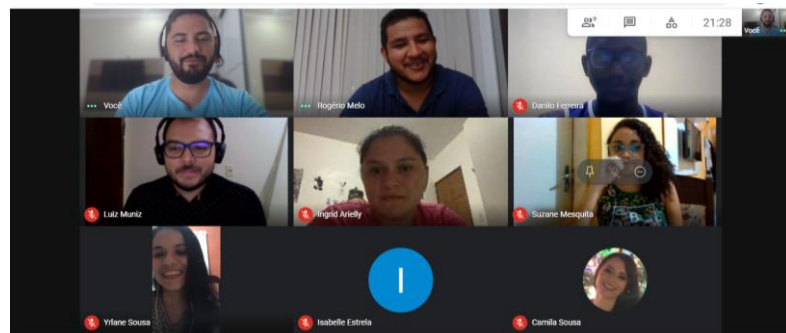 21:28
Você
Você
Rogério Melo
Danilo Ferreira
Luiz Muniz
Ingrid Arielly
Suzane Mesquita
Yrlane Sousa
I
Isabelle Estrela
Camila Sousa